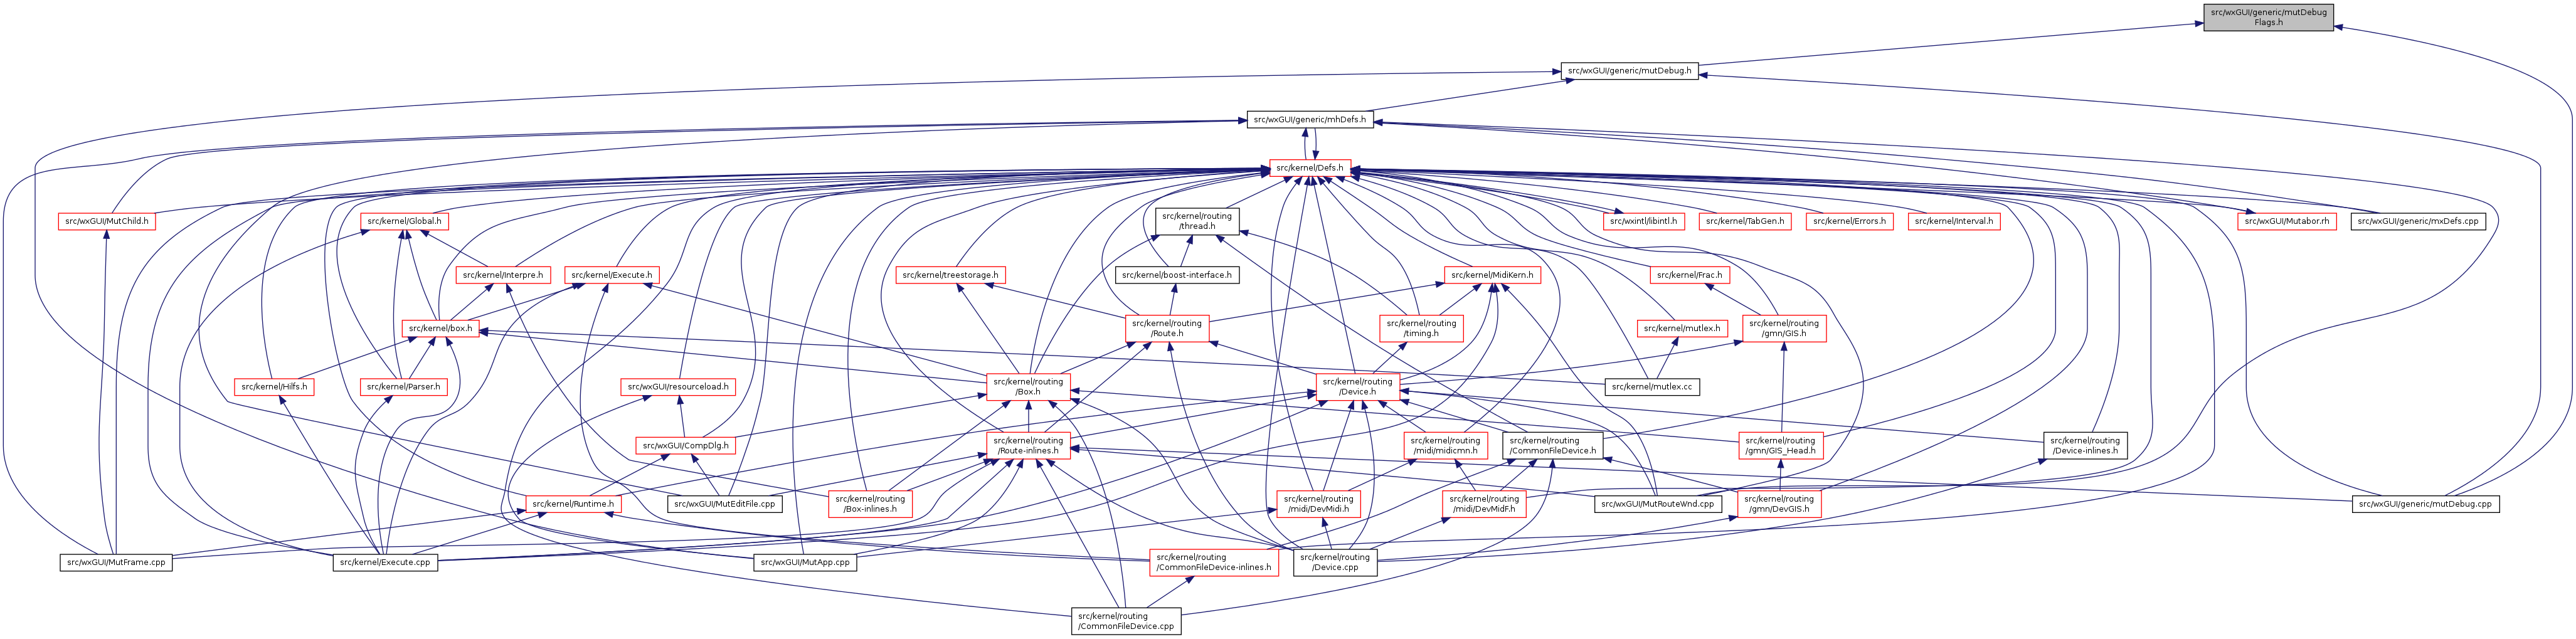 src/wxGUI/generic/mutDebug
Flags.h
src/wxGUI/generic/mutDebug.h
src/wxGUI/generic/mhDefs.h
src/kernel/Defs.h
src/wxGUI/MutChild.h
src/kernel/Global.h
src/kernel/routing
/thread.h
src/wxintl/libintl.h
src/kernel/TabGen.h
src/kernel/Errors.h
src/kernel/Interval.h
src/wxGUI/Mutabor.rh
src/wxGUI/generic/mxDefs.cpp
src/kernel/Interpre.h
src/kernel/Execute.h
src/kernel/treestorage.h
src/kernel/boost-interface.h
src/kernel/MidiKern.h
src/kernel/Frac.h
src/kernel/box.h
src/kernel/routing
/Route.h
src/kernel/routing
/timing.h
src/kernel/mutlex.h
src/kernel/routing
/gmn/GIS.h
src/kernel/Hilfs.h
src/kernel/Parser.h
src/wxGUI/resourceload.h
src/kernel/routing
/Box.h
src/kernel/routing
/Device.h
src/kernel/mutlex.cc
src/wxGUI/CompDlg.h
src/kernel/routing
/Route-inlines.h
src/kernel/routing
/midi/midicmn.h
src/kernel/routing
/CommonFileDevice.h
src/kernel/routing
/gmn/GIS_Head.h
src/kernel/routing
/Device-inlines.h
src/kernel/Runtime.h
src/wxGUI/MutEditFile.cpp
src/kernel/routing
/Box-inlines.h
src/kernel/routing
/midi/DevMidi.h
src/kernel/routing
/midi/DevMidF.h
src/wxGUI/MutRouteWnd.cpp
src/kernel/routing
/gmn/DevGIS.h
src/wxGUI/generic/mutDebug.cpp
src/wxGUI/MutFrame.cpp
src/kernel/Execute.cpp
src/wxGUI/MutApp.cpp
src/kernel/routing
/CommonFileDevice-inlines.h
src/kernel/routing
/Device.cpp
src/kernel/routing
/CommonFileDevice.cpp